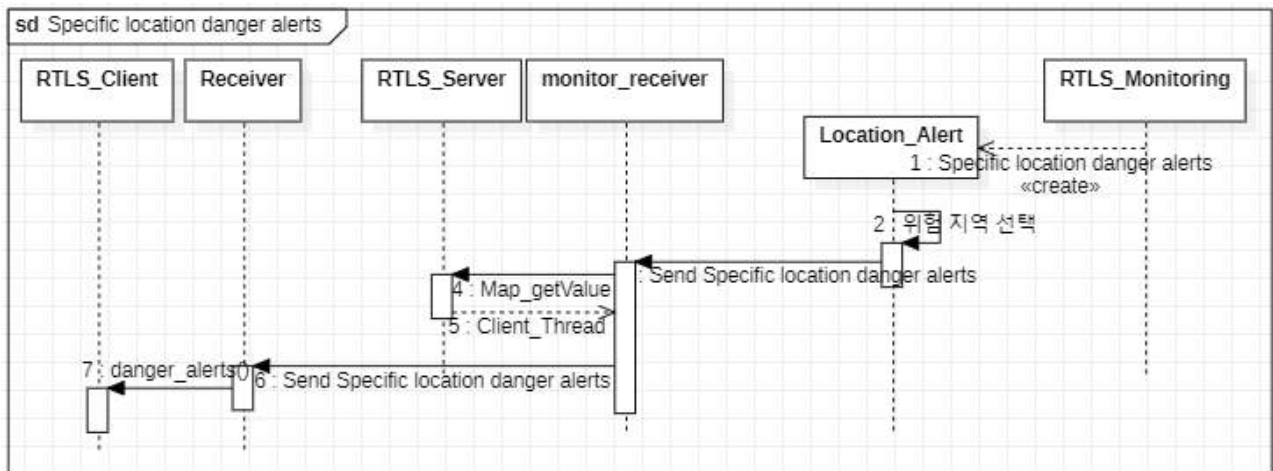 sd Specific location danger alerts
RTLS_Client
Receiver
RTLS_Server
monitor_receiver
Location_Alert
RTLS_Monitoring
1 : Specific location danger alerts
«create»
2 : 위험 지역 선택
: Send Specific location danger alerts
4 : Map_getValue
5 : Client_Thread
6 : Send Specific location danger alerts
7 : danger_alerts()